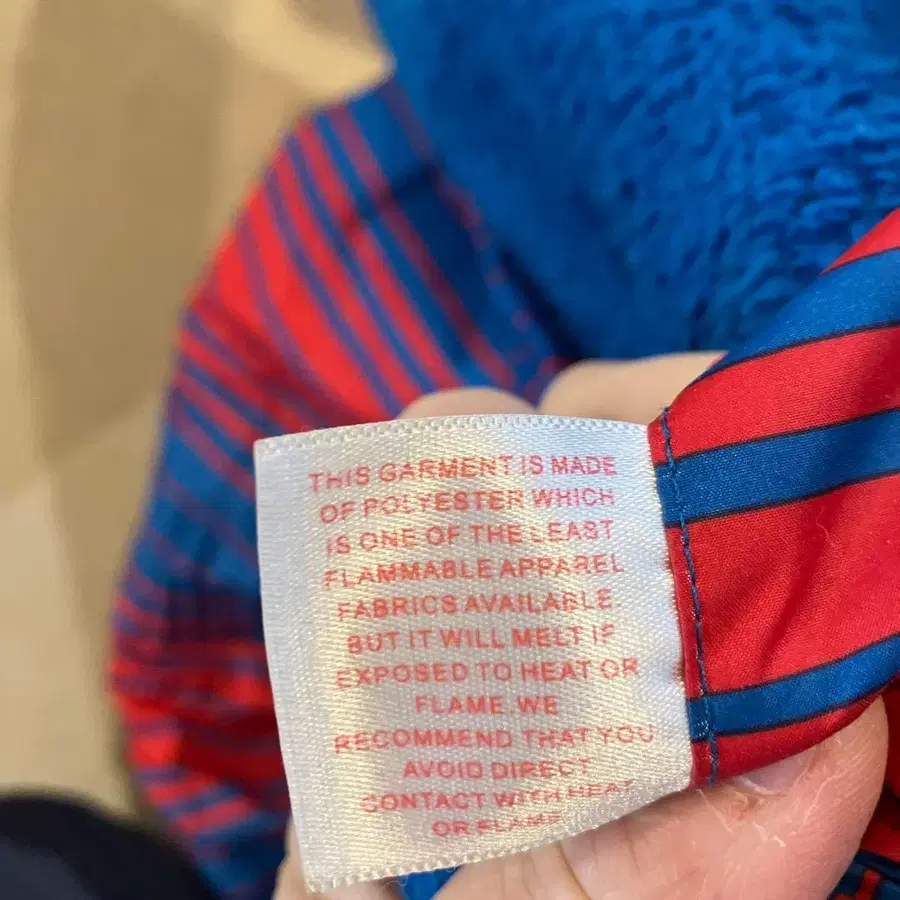 THIS GARMENT IS MADE
OF POLYESTER WHICH
IS ONE OF THE LEAST
FLAMMABLE APPAREL
FABRICS AVAILABLE.
BUT IT WILL MELT IF
EXPOSED TO HEAT OR
FLAME. WE
RECOMMEND THAT YOU
AVOID DIRECT
CONTACT WITH HEAT
OR FLAME